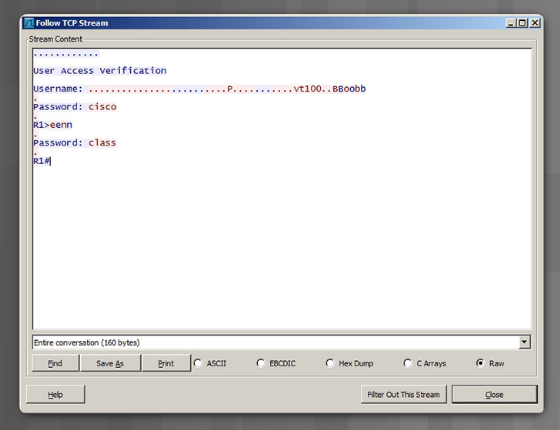 Follow TCP Stream
Stream Content
............
User Access Verification
Username: ...........................P............vt100..BBoobb
.
Password: cisco
.
R1>eenn
.
Password: class
.
R1#
Entire conversation (160 bytes)
Find Save As Print ASCII EBCDIC Hex Dump C Arrays Raw
Help Filter Out This Stream Close